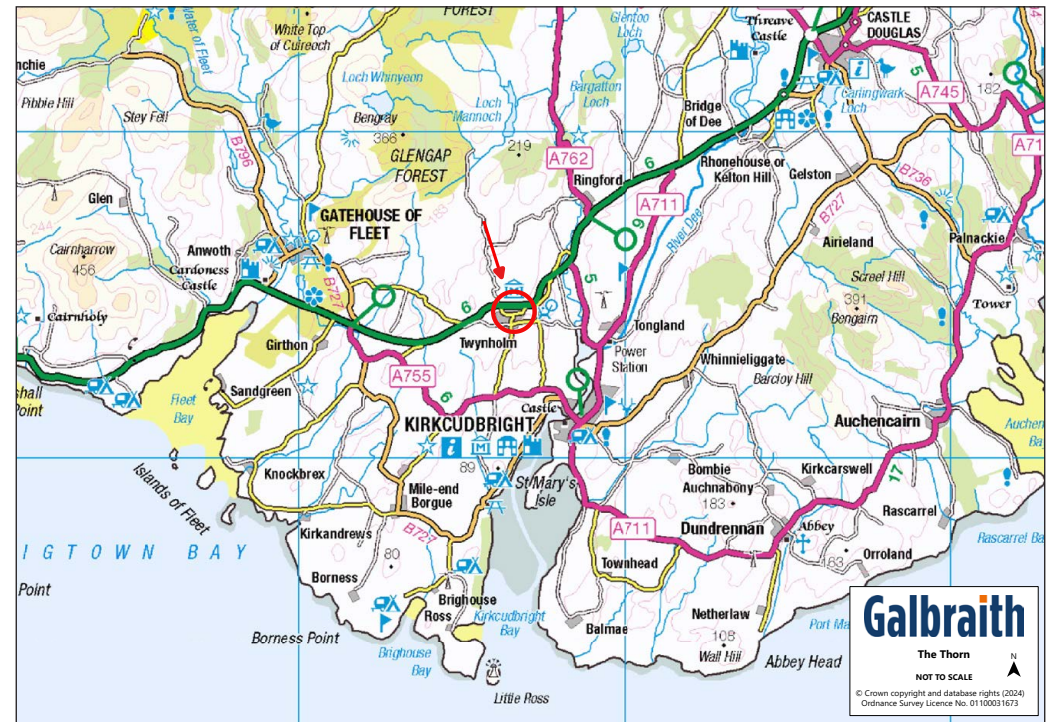 FOREST
Water of Fleet
White Top
of Culreoch
Glentoo
Loch
Threave
Castle
CASTLE
DOUGLAS
nchie
Pibble Hill
Stey Fell
Loch Whinyeon
Loch
Mannoch
Bargatton
Loch
Bengray
368
GLENGAP
FOREST
219
A762
Ringford
6
Bridge
of Dee
Carlingwark
Loch
5
A745
182
A71
B796
Rhonehouse or
Kelton Hill
Gelston
B736
A711
9
River Dee
B727
Glen
244
Cairnharrow
456
GATEHOUSE OF
FLEET
Anwoth
Cardoness
Castle
B727
Airieland
Palnackie
Screel Hill
391
Bengairn
Tower
Cairnholy
6
5
Girthon
Twynholm
Tongland
Power
Station
Whinnieliggate
Barcloy Hill
shall
Point
Fleet
Bay
Sandgreen
A755
6
Castle
KIRKCUDBRIGHT
i
M
89
Auchencairn
Auchen
Ba
Islands of Fleet
Knockbrex
Mile-end
Borgue
St Mary's
Isle
Bombie
Auchnabony
183
Kirkcarswell
17
Rascarrel
IGTOWN BAY
Kirkandrews
B727
80
A711
Dundrennan
Abbey
Orroland
163
Rascarrel Ba
Point
Borness
Townhead
Brighouse
Ross
Kirkcudbright
Bay
Netherlaw
108
Wall Hill
Port Ma
Borness Point
Brighouse
Bay
Balmae
Abbey Head
Little Ross
Galbraith
The Thorn
N
NOT TO SCALE
© Crown copyright and database rights (2024)
Ordnance Survey Licence No. 01100031673